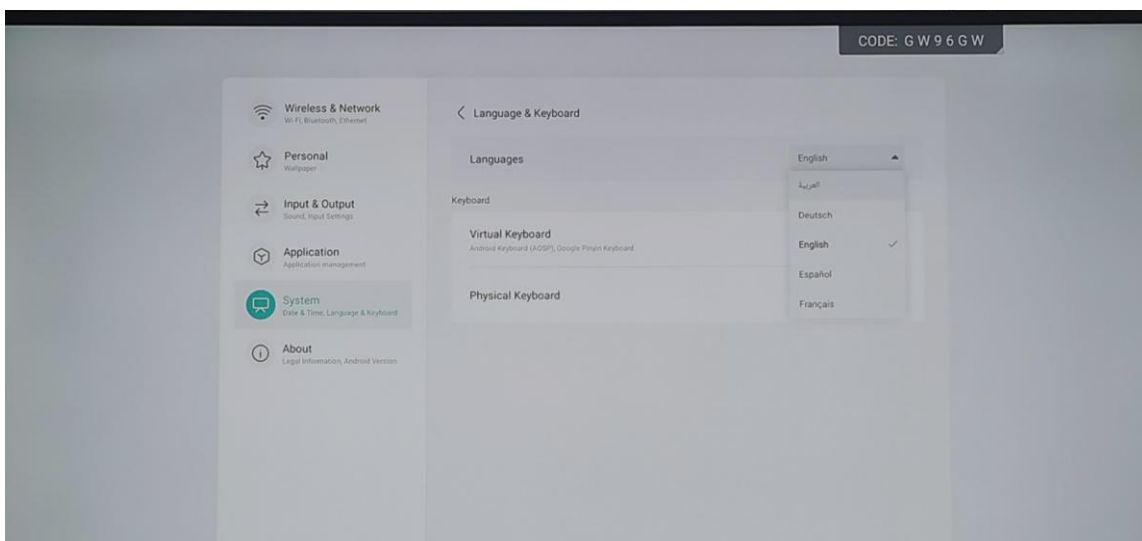 CODE: G W 9 6 G W
Wireless & Network
Wi-Fi, Bluetooth, Ethernet
Personal
Wallpaper
Input & Output
Sound, Input Settings
Application
Application management
System
Date & Time, Language & Keyboard
About
Legal Information, Android Version
Language & Keyboard
Languages
English
العربية
Deutsch
English
Español
Français
Keyboard
Virtual Keyboard
Android Keyboard (AOSP), Google Pinyin Keyboard
Physical Keyboard